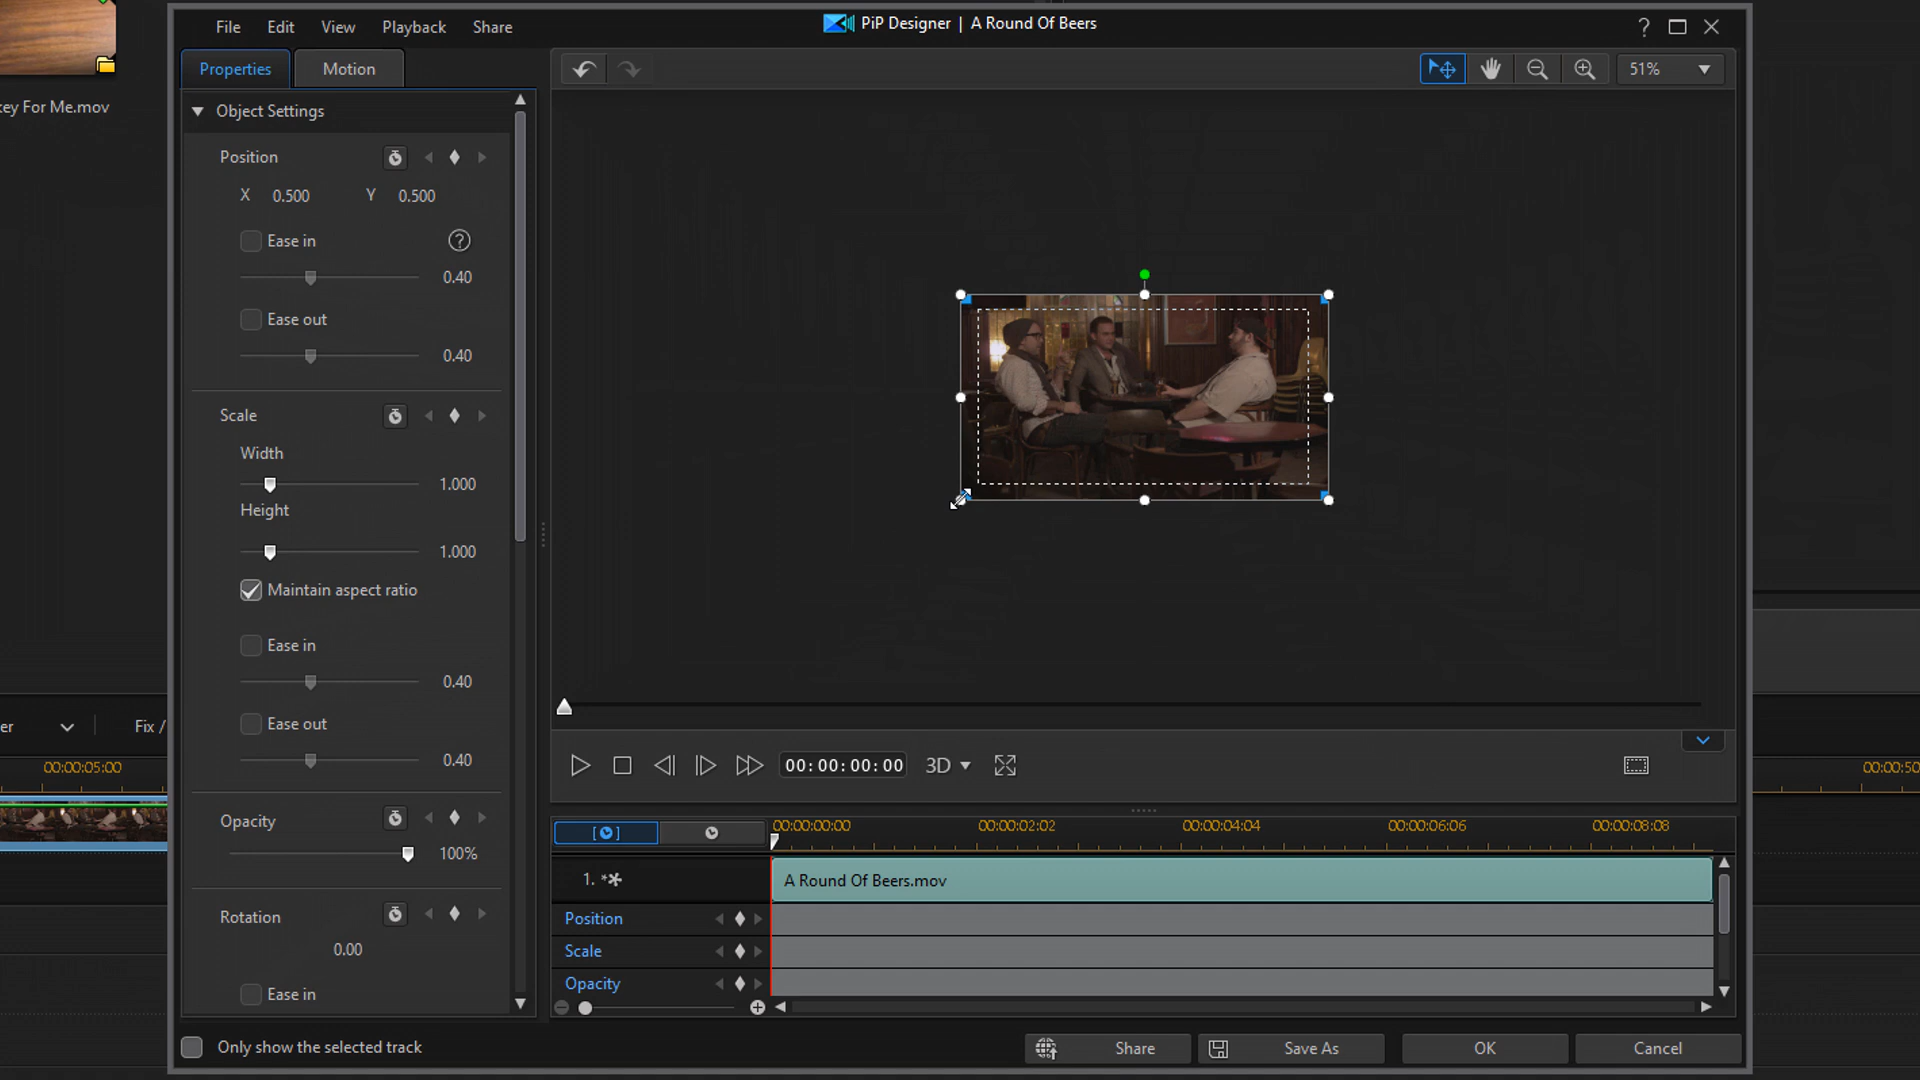 File Edit View Playback Share
PiP Designer | A Round Of Beers
?
Properties Motion
51%
key For Me.mov
Object Settings
Position
X 0.500 Y 0.500
Ease in ?
0.40
Ease out
0.40
Scale
Width
1.000
Height
1.000
Maintain aspect ratio
Ease in
0.40
Ease out
0.40
er Fix /
00:00:05:00
00:00:00:00 3D
00:00:50
Opacity
100%
Rotation
0.00
Ease in
00:00:00:00 00:00:02:02 00:00:04:04 00:00:06:06 00:00:08:08
1. A Round Of Beers.mov
Position
Scale
Opacity
Only show the selected track
Share Save As OK Cancel